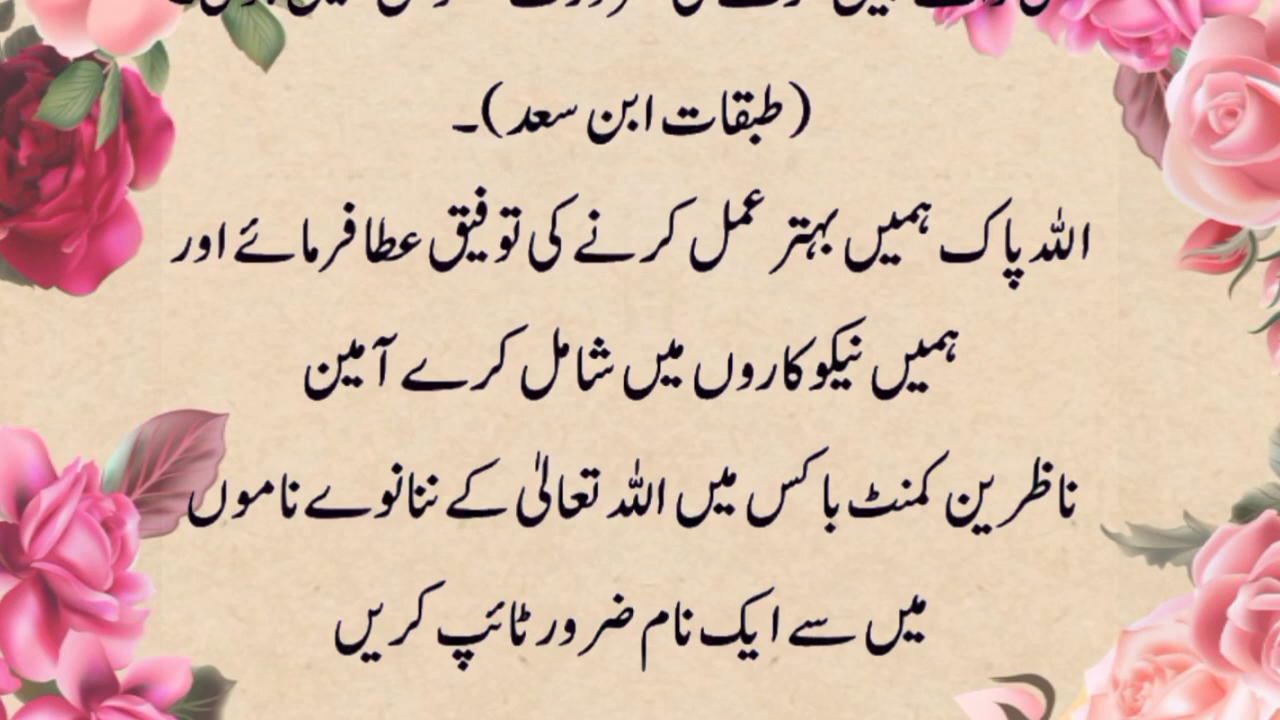 (طبقات ابن سعد)۔
اللہ پاک ہمیں بہتر عمل کرنے کی توفیق عطا فرمائے اور
ہمیں نیکوکاروں میں شامل کرے آمین
ناظرین کمنٹ باکس میں اللہ تعالیٰ کے ننانوے ناموں
میں سے ایک نام ضرور ٹائپ کریں